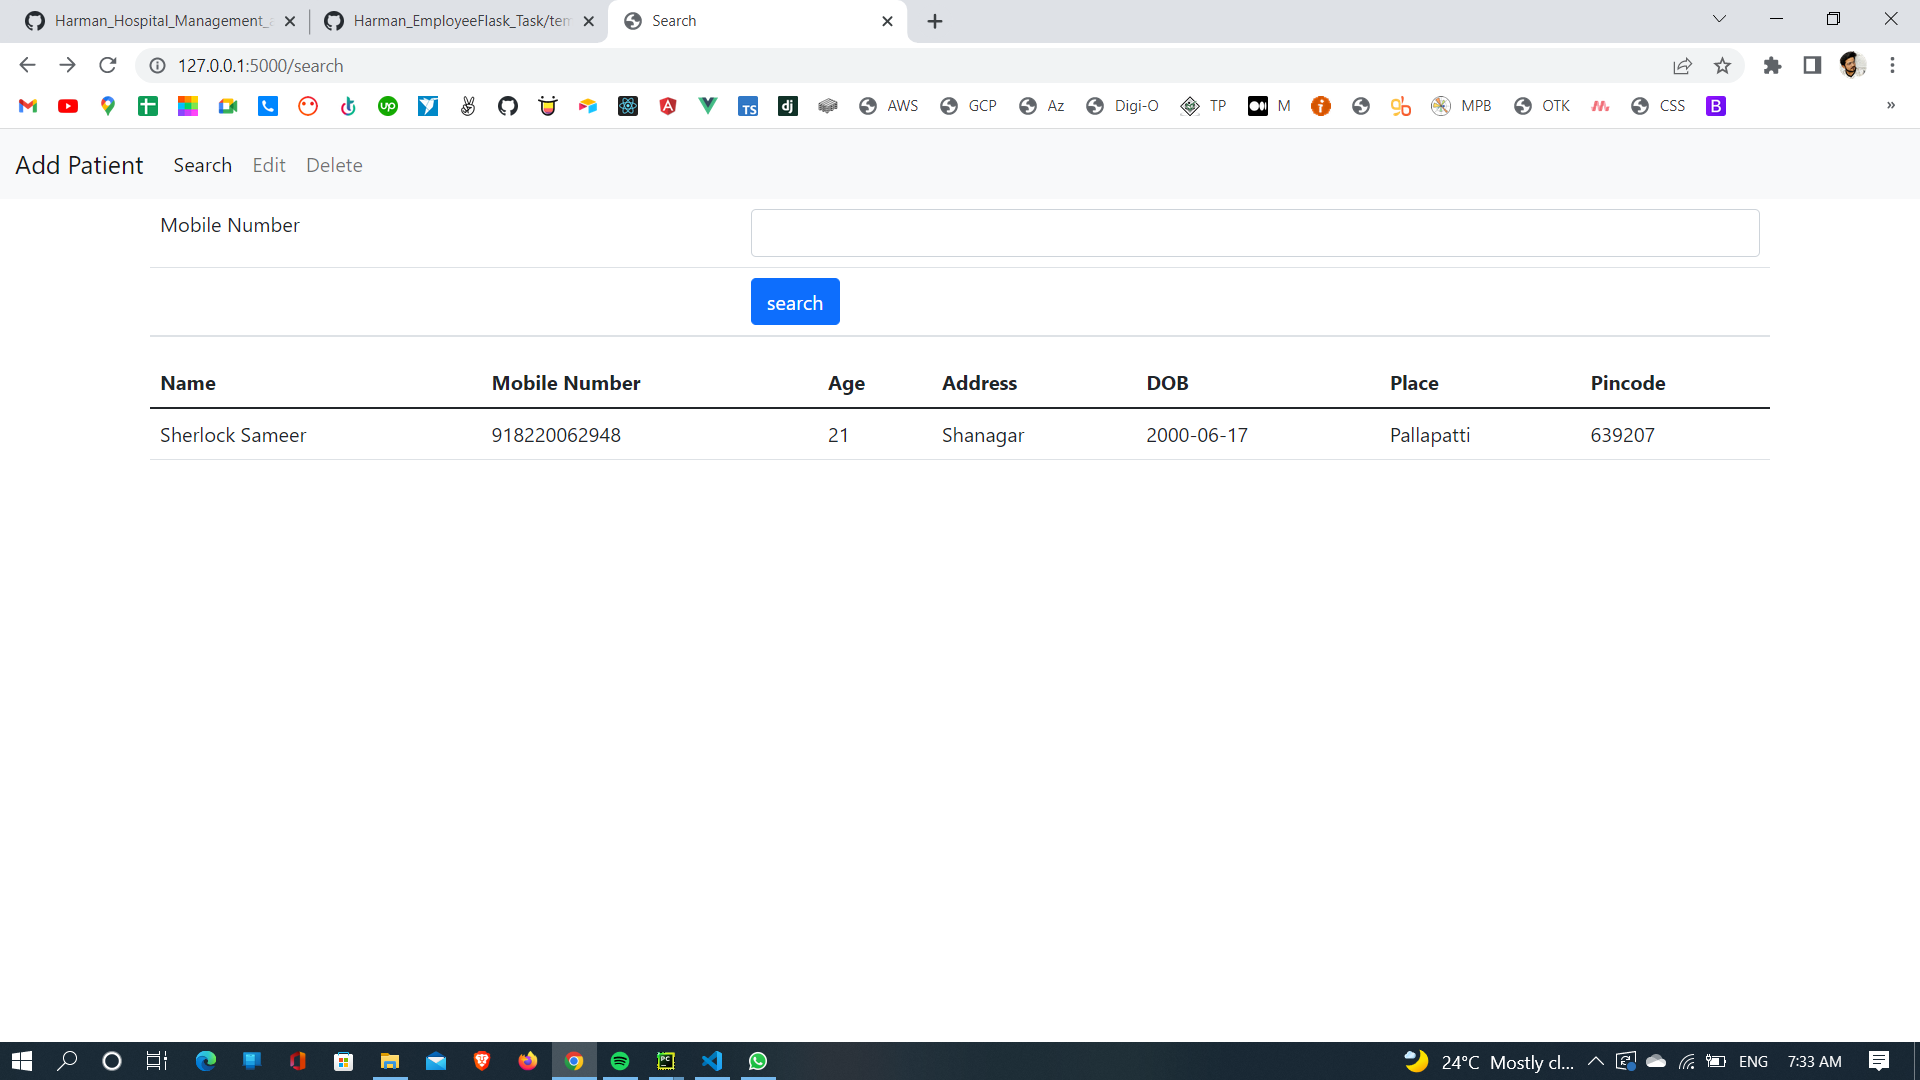 Harman_Hospital_Management_a
Harman_EmployeeFlask_Task/tem
Search
127.0.0.1:5000/search
AWS GCP Az Digi-O TP M MPB OTK CSS
Add Patient Search Edit Delete
Mobile Number
search
Name Mobile Number Age Address DOB Place Pincode
Sherlock Sameer 918220062948 21 Shanagar 2000-06-17 Pallapatti 639207
24°C Mostly cl... ENG 7:33 AM